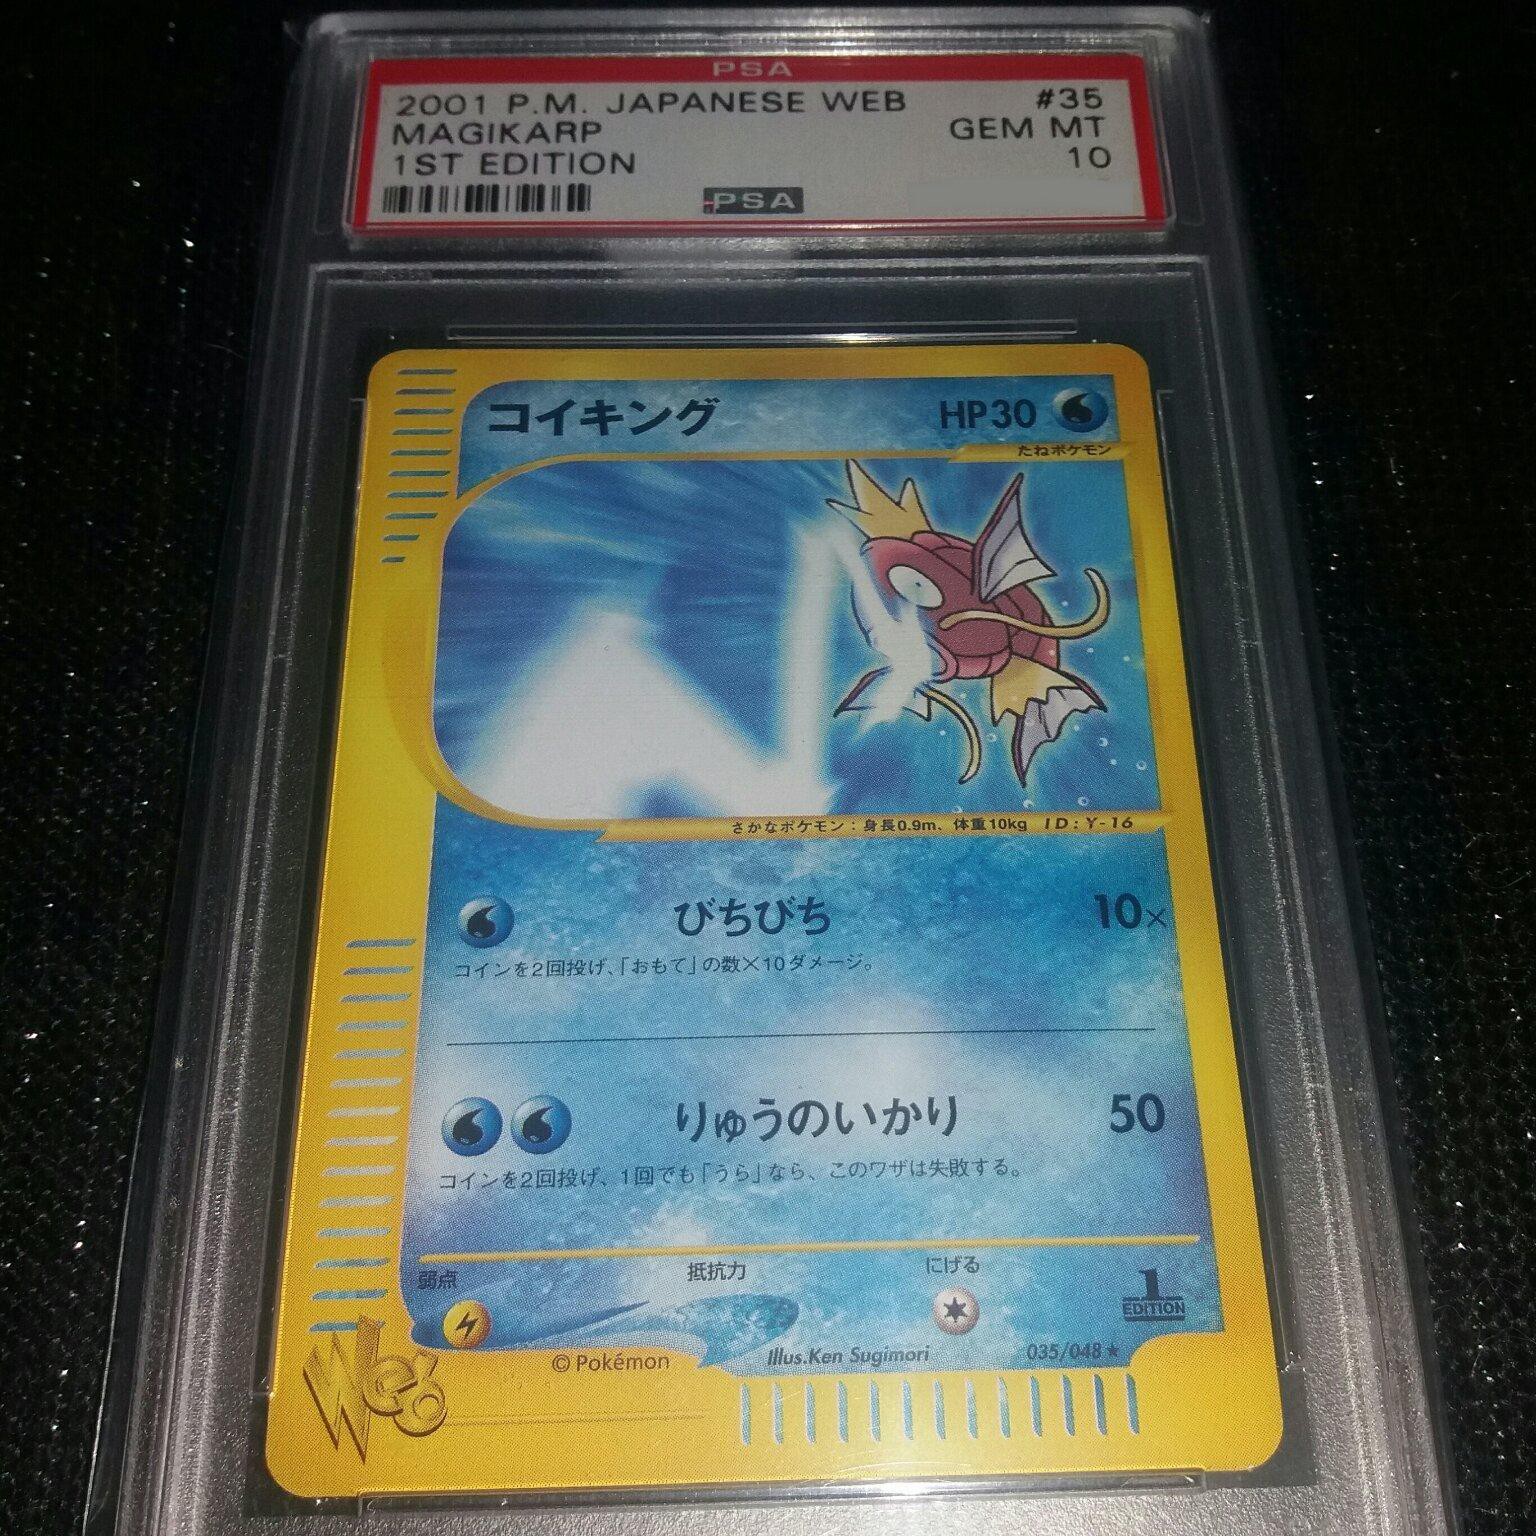 PSA
2001 P.M. JAPANESE WEB #35
MAGIKARP GEM MT
1ST EDITION 10
PSA
コイキング HP30
たねポケモン
さかなポケモン：身長0.9m、体重10kg ID：Y-16
びちびち 10×
コインを2回投げ、「おもて」の数×10ダメージ。
りゅうのいかり 50
コインを2回投げ、1回でも「うら」なら、このワザは失敗する。
弱点 抵抗力 にげる
1
EDITION
Web
©Pokémon Illus.Ken Sugimori 035/048★